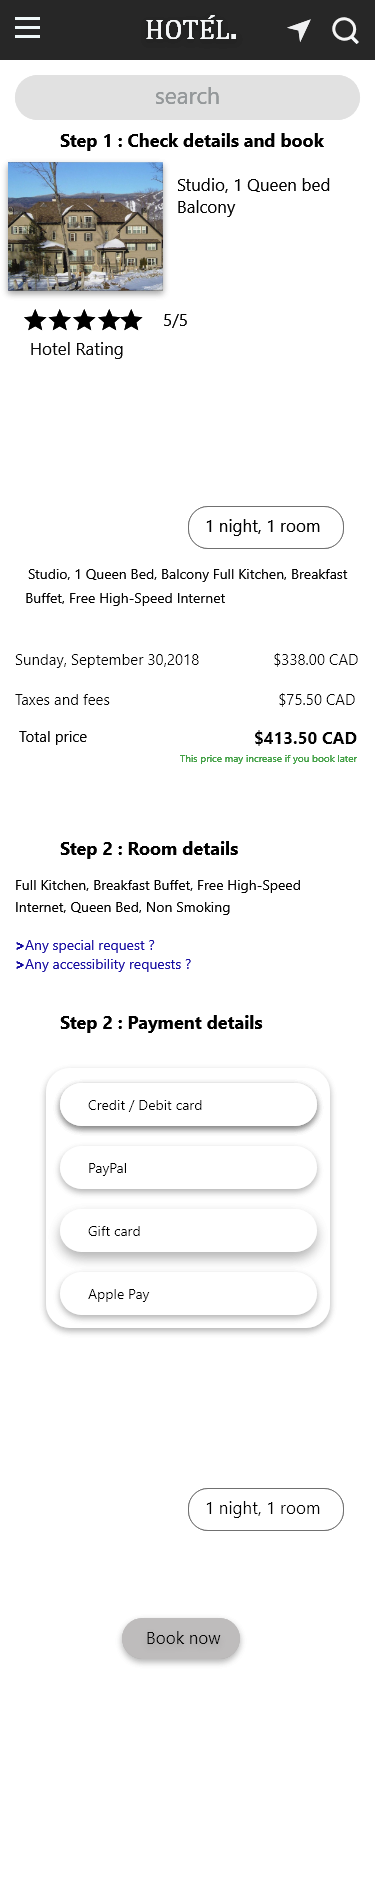 HOTÉL.
search
Step 1 : Check details and book
Studio, 1 Queen bed
Balcony
5/5
Hotel Rating
1 night, 1 room
Studio, 1 Queen Bed, Balcony Full Kitchen, Breakfast
Buffet, Free High-Speed Internet
Sunday, September 30,2018 $338.00 CAD
Taxes and fees $75.50 CAD
Total price $413.50 CAD
This price may increase if you book later
Step 2 : Room details
Full Kitchen, Breakfast Buffet, Free High-Speed
Internet, Queen Bed, Non Smoking
>Any special request ?
>Any accessibility requests ?
Step 2 : Payment details
Credit / Debit card
PayPal
Gift card
Apple Pay
1 night, 1 room
Book now